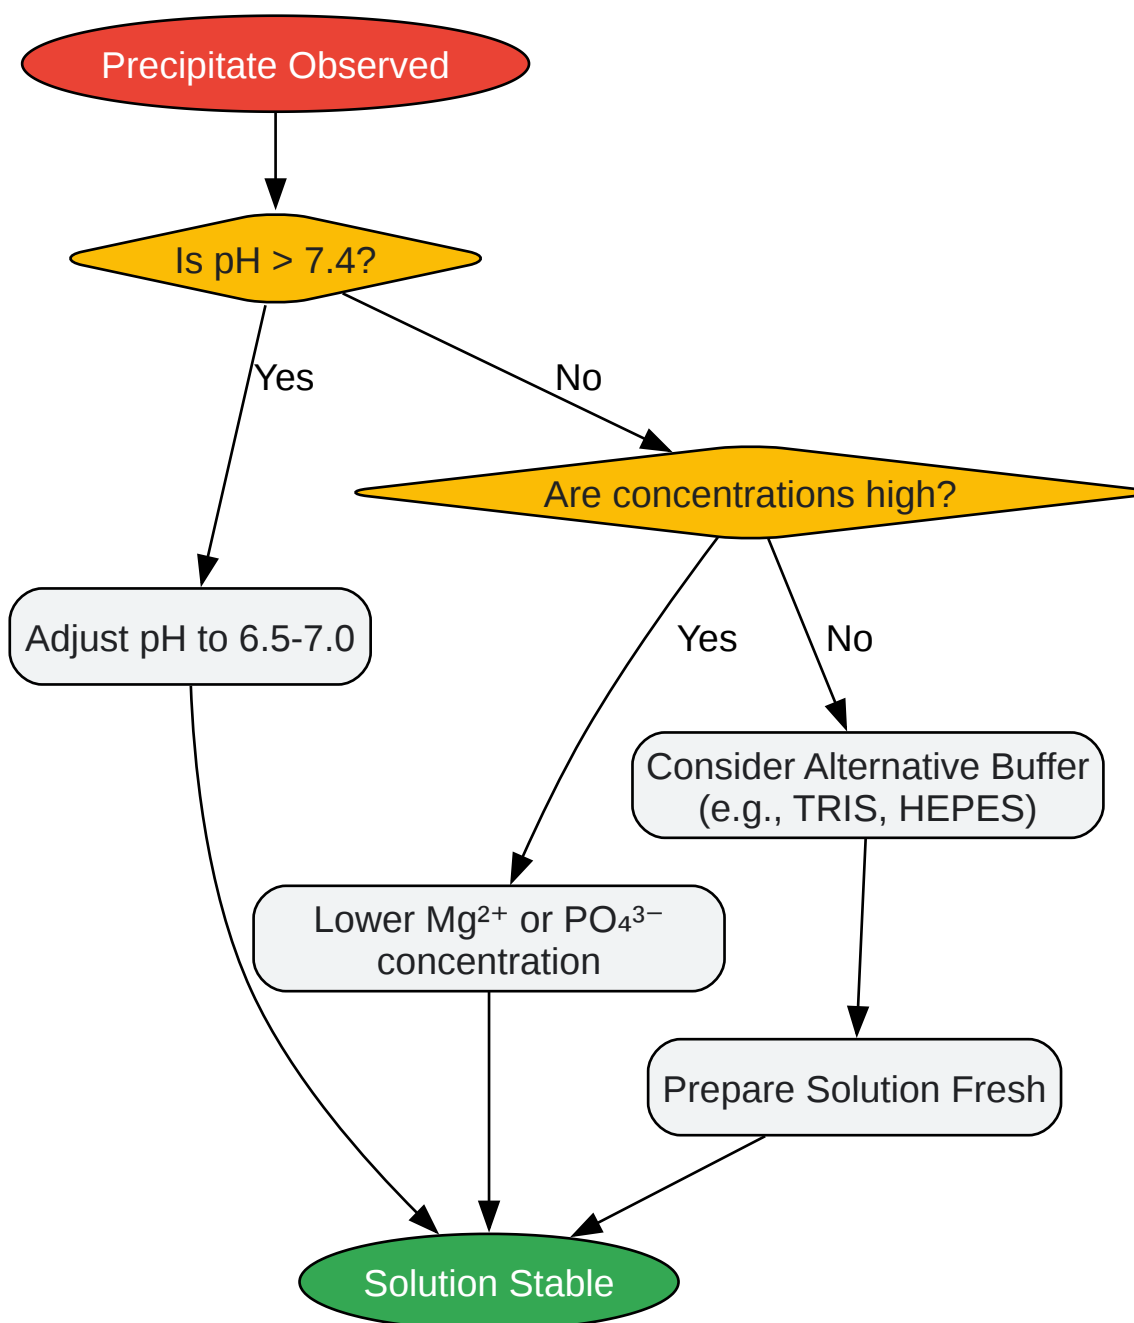 Precipitate Observed
Is pH > 7.4?
Yes
No
Are concentrations high?
Adjust pH to 6.5-7.0
Yes
No
Consider Alternative Buffer
(e.g., TRIS, HEPES)
Lower Mg²⁺ or PO₄³⁻
concentration
Prepare Solution Fresh
Solution Stable